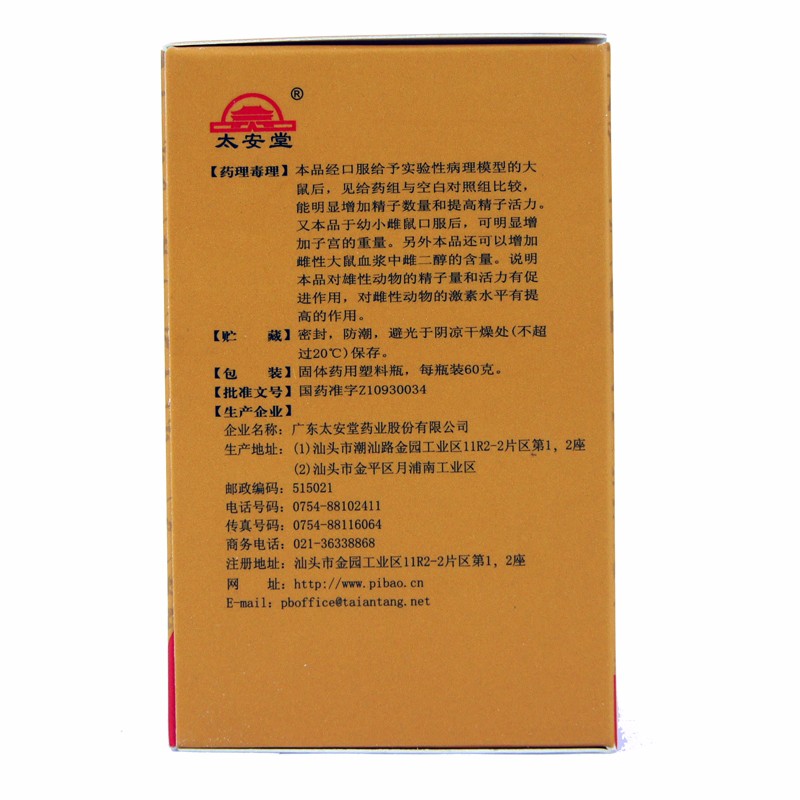 ®
太安堂
【药理毒理】本品经口服给予实验性病理模型的大
鼠后，见给药组与空白对照组比较，
能明显增加精子数量和提高精子活力。
又本品于幼小雌鼠口服后，可明显增
加子宫的重量。另外本品还可以增加
雌性大鼠血浆中雌二醇的含量。说明
本品对雄性动物的精子量和活力有促
进作用，对雌性动物的激素水平有提
高的作用。
【贮　　藏】密封，防潮，避光于阴凉干燥处(不超
过20℃)保存。
【包　　装】固体药用塑料瓶，每瓶装60克。
【批准文号】国药准字Z10930034
【生产企业】
企业名称：广东太安堂药业股份有限公司
生产地址：(1)汕头市潮汕路金园工业区11R2-2片区第1，2座
(2)汕头市金平区月浦南工业区
邮政编码：515021
电话号码：0754-88102411
传真号码：0754-88116064
商务电话：021-36338868
注册地址：汕头市金园工业区11R2-2片区第1，2座
网　　址：http://www.pibao.cn
E-mail：pboffice@taiantang.net